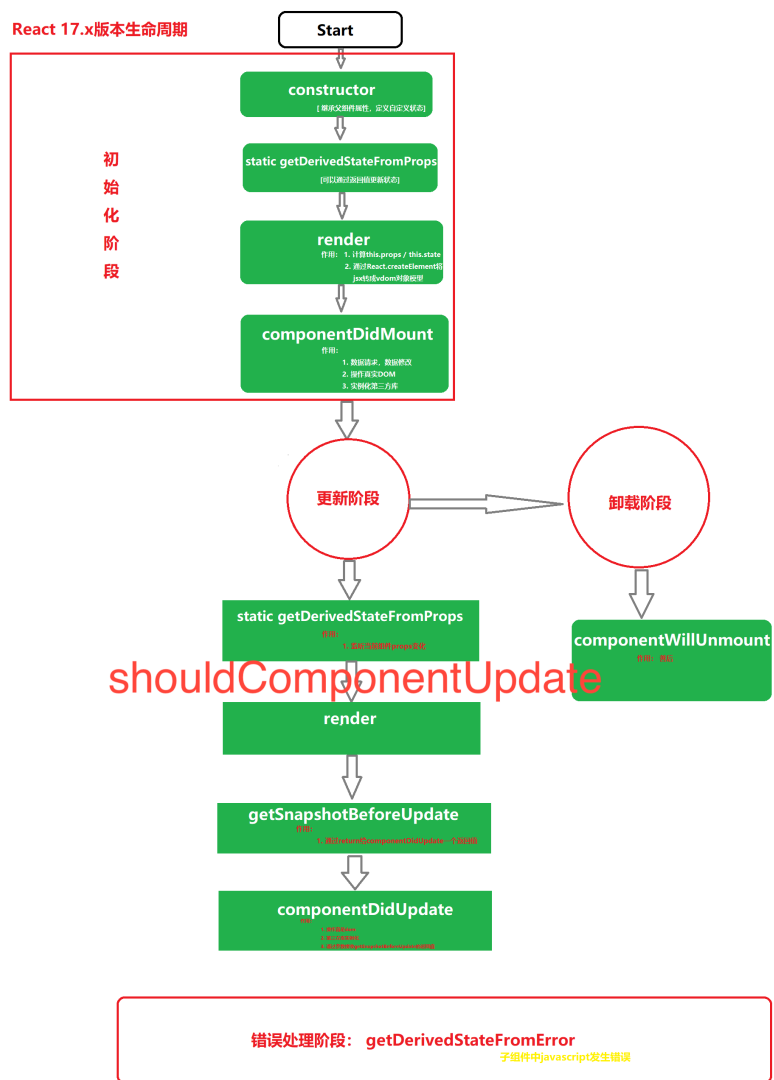 React 17.x版本生命周期
Start
constructor
[ 继承父组件属性，定义自定义状态]
static getDerivedStateFromProps
[可以通过返回值更新状态]
初
始
化
阶
段
render
作用： 1. 计算this.props / this.state
2. 通过React.createElement将
jsx转成vdom对象模型
componentDidMount
作用：
1. 数据请求、数据修改
2. 操作真实DOM
3. 实例化第三方库
更新阶段
卸载阶段
static getDerivedStateFromProps
作用：
1. 监听当前组件props变化
componentWillUnmount
作用：善后
shouldComponentUpdate
render
getSnapshotBeforeUpdate
作用：
1. 通过return给componentDidUpdate一个返回值
componentDidUpdate
作用：
错误处理阶段： getDerivedStateFromError
子组件中javascript发生错误